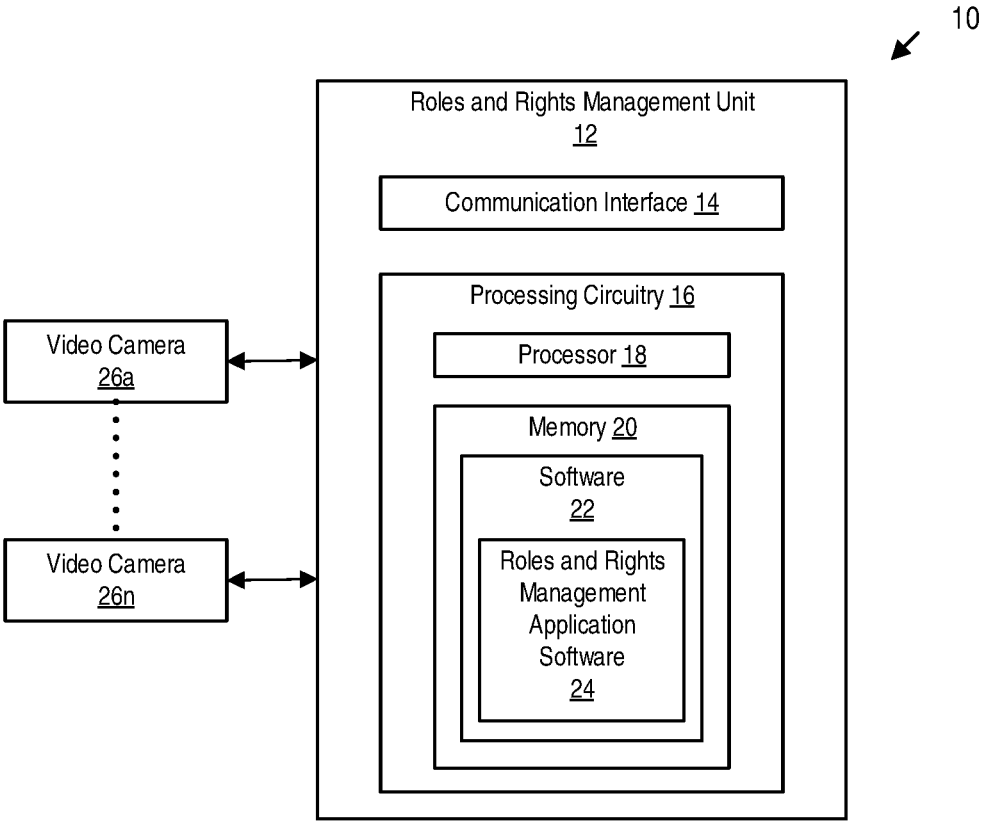 10
Roles and Rights Management Unit
12
Communication Interface 14
Processing Circuitry 16
Processor 18
Memory 20
Software
22
Roles and Rights
Management
Application
Software
24
Video Camera
26a
Video Camera
26n